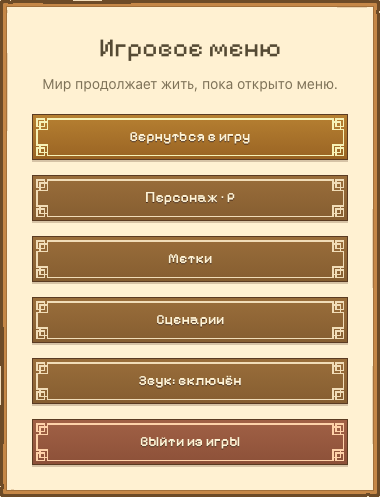 Игровое меню
Мир продолжает жить, пока открыто меню.
Вернуться в игру
Персонаж · P
Метки
Сценарии
Звук: включён
Выйти из игры